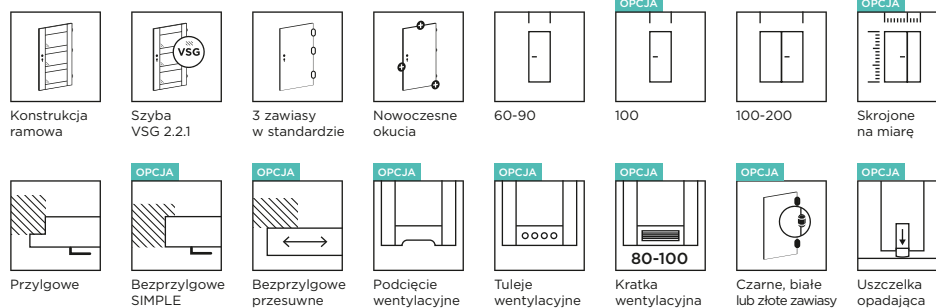 OPCJA
OPCJA
VSG
Konstrukcja
ramowa
Szyba
VSG 2.2.1
3 zawiasy
w standardzie
Nowoczesne
okucia
60-90
100
100-200
Skrojone
na miarę
OPCJA
OPCJA
OPCJA
OPCJA
OPCJA
OPCJA
OPCJA
80-100
Przylgowe
Bezprzylgowe
SIMPLE
Bezprzylgowe
przesuwne
Podcięcie
wentylacyjne
Tuleje
wentylacyjne
Kratka
wentylacyjna
Czarne, białe
lub złote zawiasy
Uszczelka
opadająca